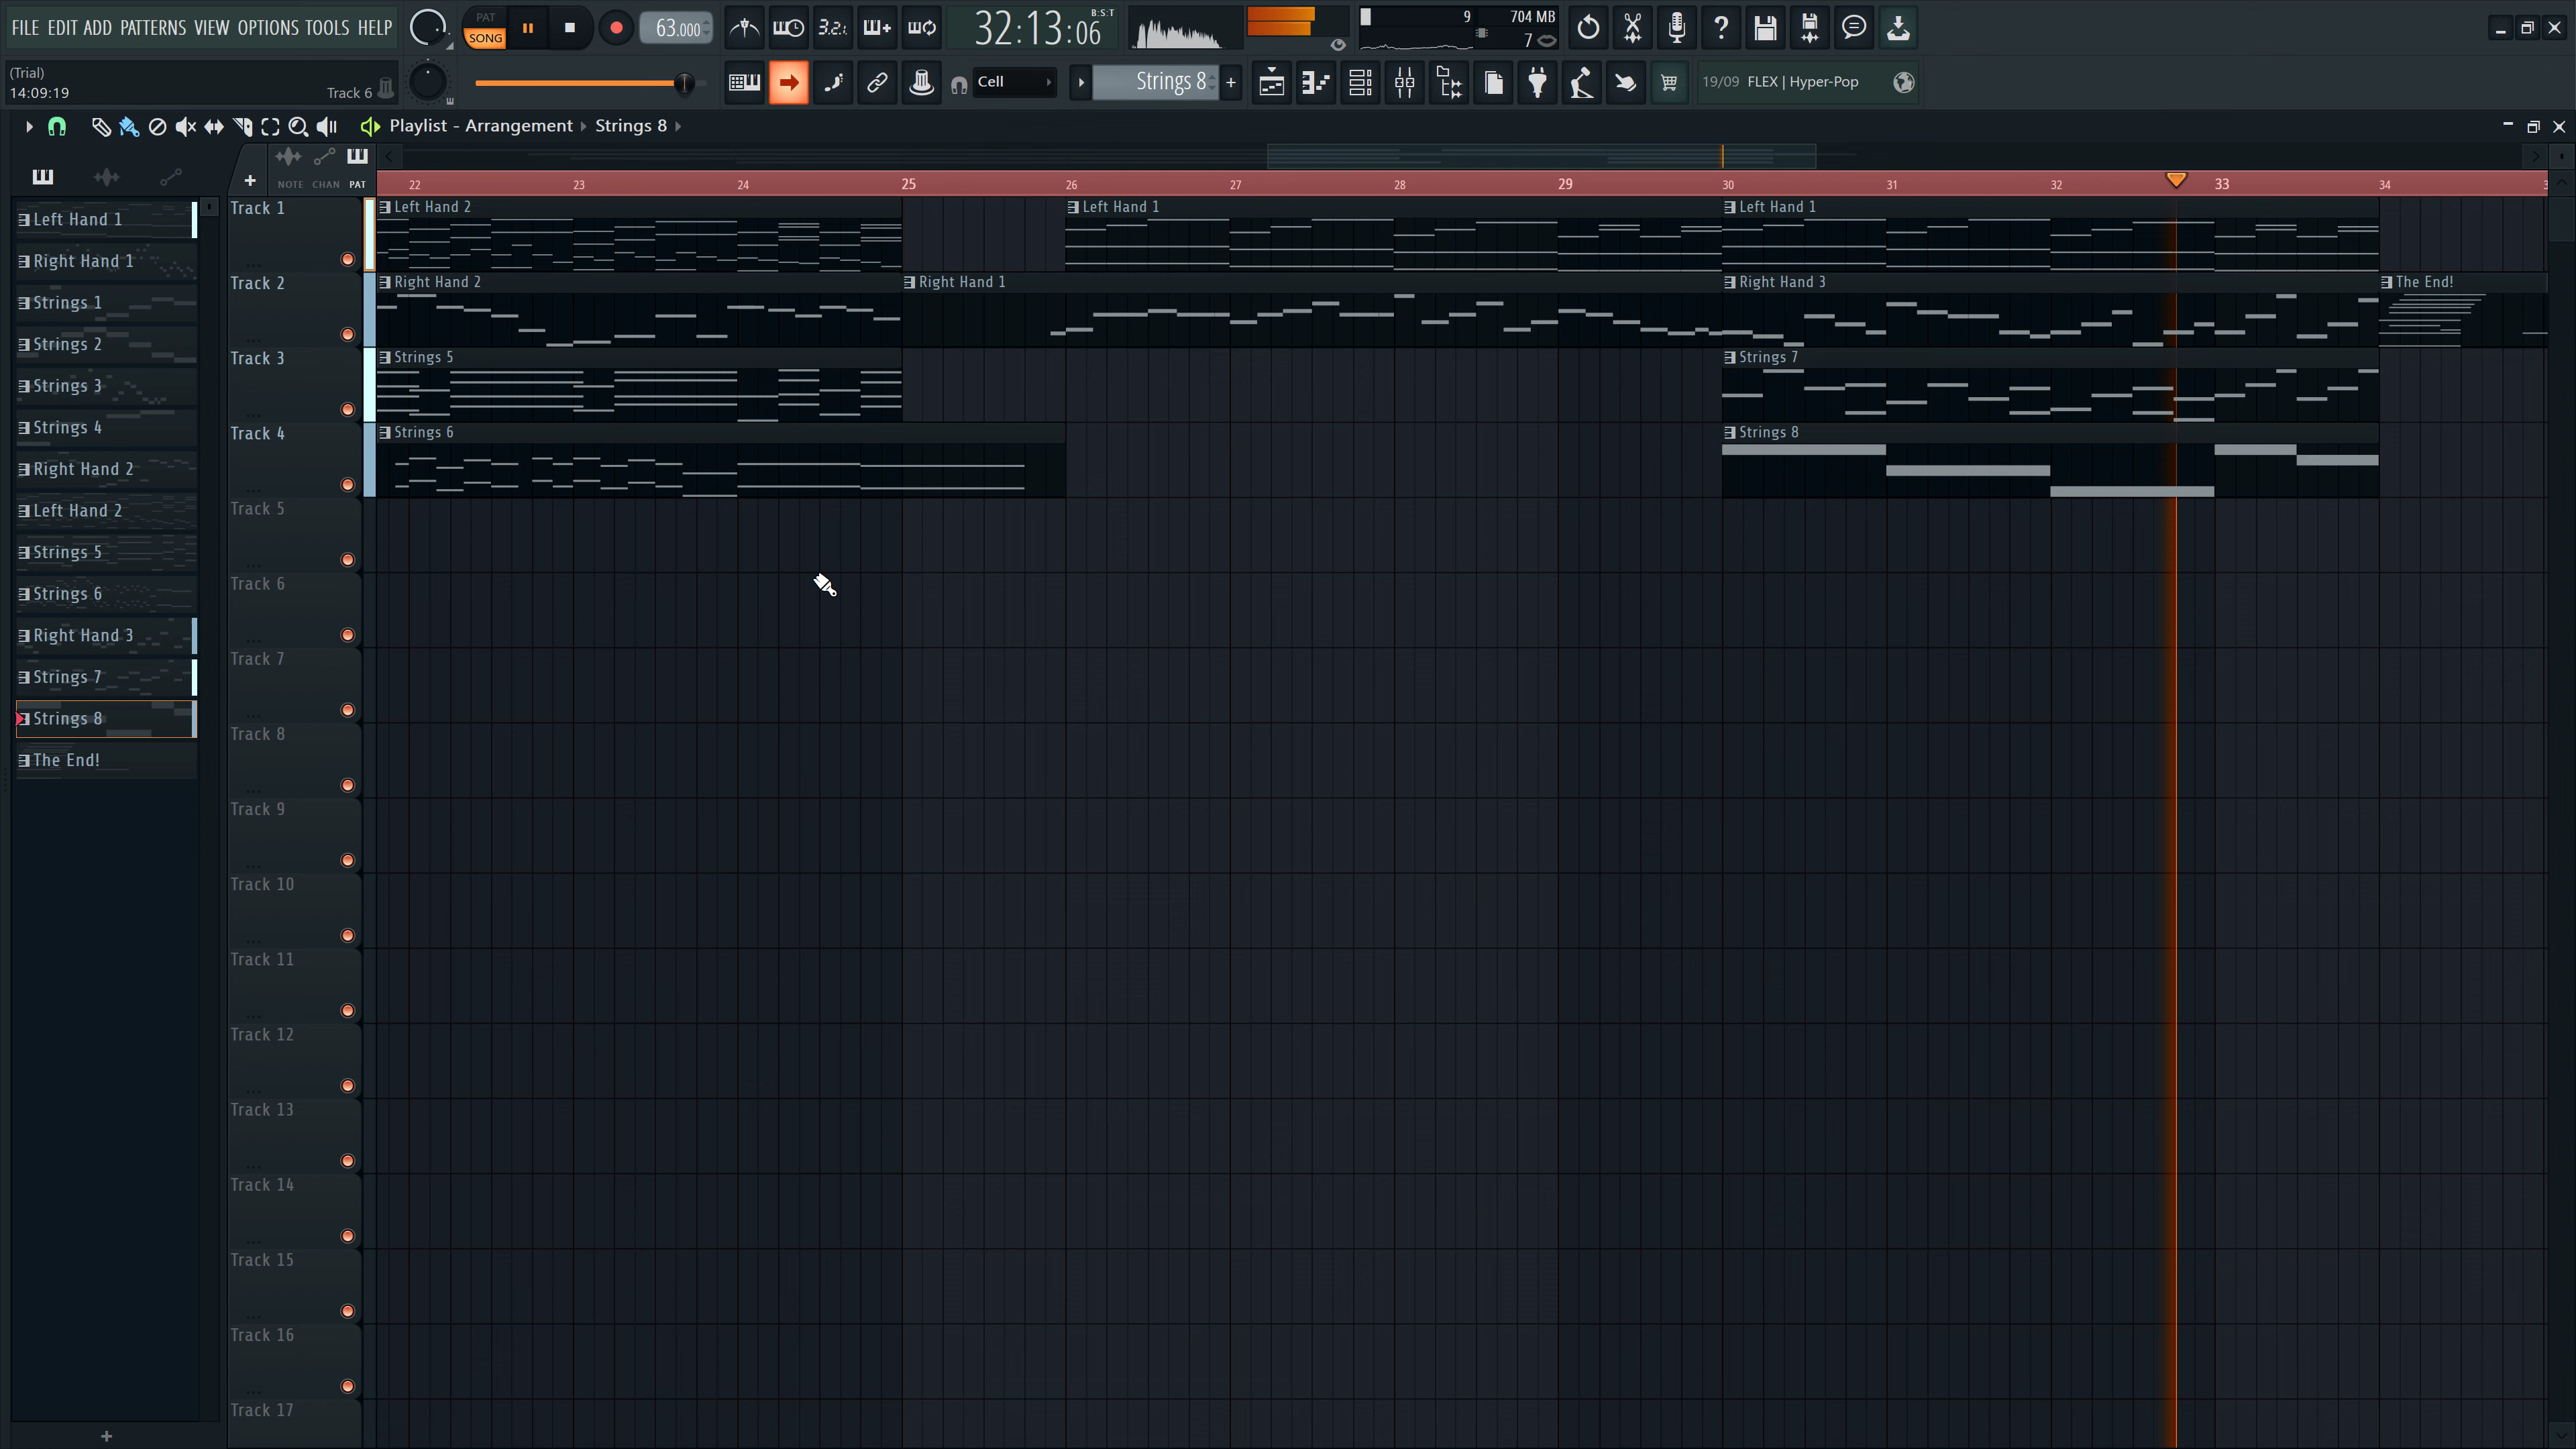 FILE EDIT ADD PATTERNS VIEW OPTIONS TOOLS HELP
PAT
SONG
63.000
3.2.
32:13:06
B:S:T
9
704 MB
7
(Trial)
14:09:19
Track 6
Cell
Strings 8
+
19/09 FLEX | Hyper-Pop
Playlist - Arrangement
Strings 8
NOTE CHAN PAT
22 23 24 25 26 27 28 29 30 31 32 33 34
Left Hand 1
Right Hand 1
Strings 1
Strings 2
Strings 3
Strings 4
Right Hand 2
Left Hand 2
Strings 5
Strings 6
Right Hand 3
Strings 7
Strings 8
The End!
+
Track 1
Left Hand 2
Left Hand 1
Left Hand 1
Track 2
Right Hand 2
Right Hand 1
Right Hand 3
The End!
Track 3
Strings 5
Strings 7
Track 4
Strings 6
Strings 8
Track 5
Track 6
Track 7
Track 8
Track 9
Track 10
Track 11
Track 12
Track 13
Track 14
Track 15
Track 16
Track 17